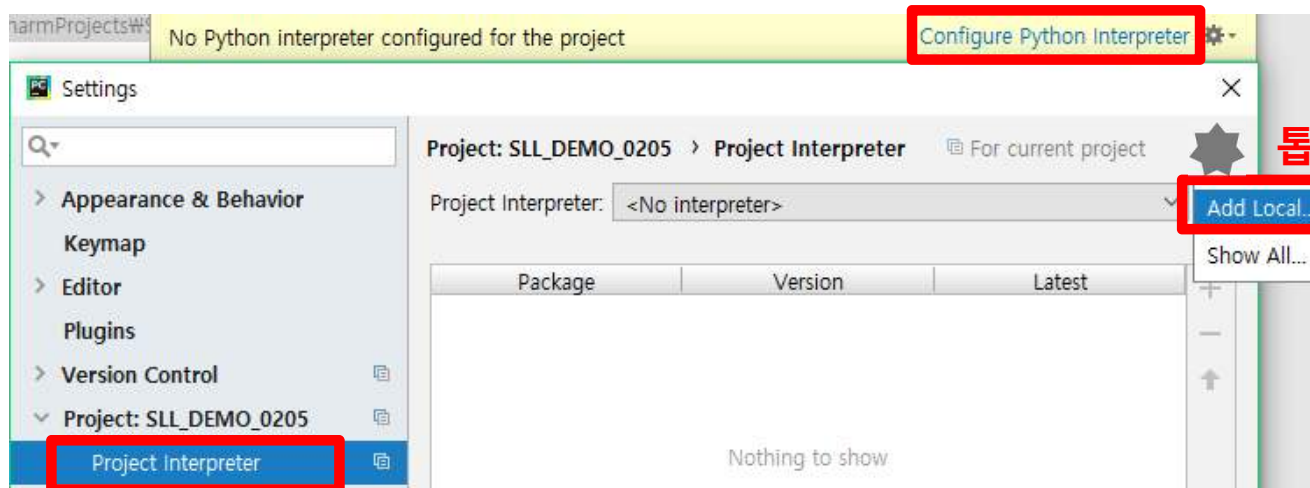 harmProjects₩S
No Python interpreter configured for the project
Configure Python Interpreter
Settings
Project: SLL_DEMO_0205 > Project Interpreter
For current project
톱
Appearance & Behavior
Project Interpreter:
<No interpreter>
Add Local...
Keymap
Show All...
Editor
Package Version Latest
Plugins
Version Control
Project: SLL_DEMO_0205
Project Interpreter
Nothing to show